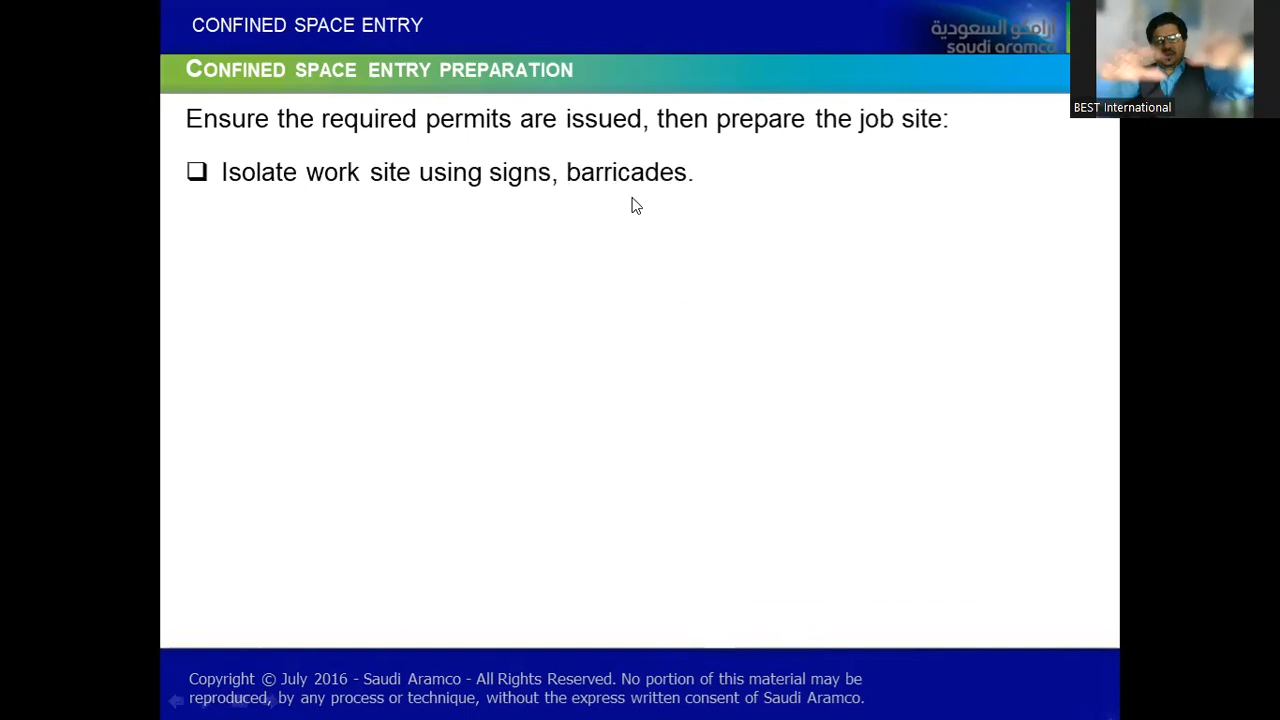 CONFINED SPACE ENTRY
أرامكو السعودية
saudi aramco
CONFINED SPACE ENTRY PREPARATION
BEST International
Ensure the required permits are issued, then prepare the job site:
❑ Isolate work site using signs, barricades.
Copyright © July 2016 - Saudi Aramco - All Rights Reserved. No portion of this material may be
reproduced, by any process or technique, without the express written consent of Saudi Aramco.